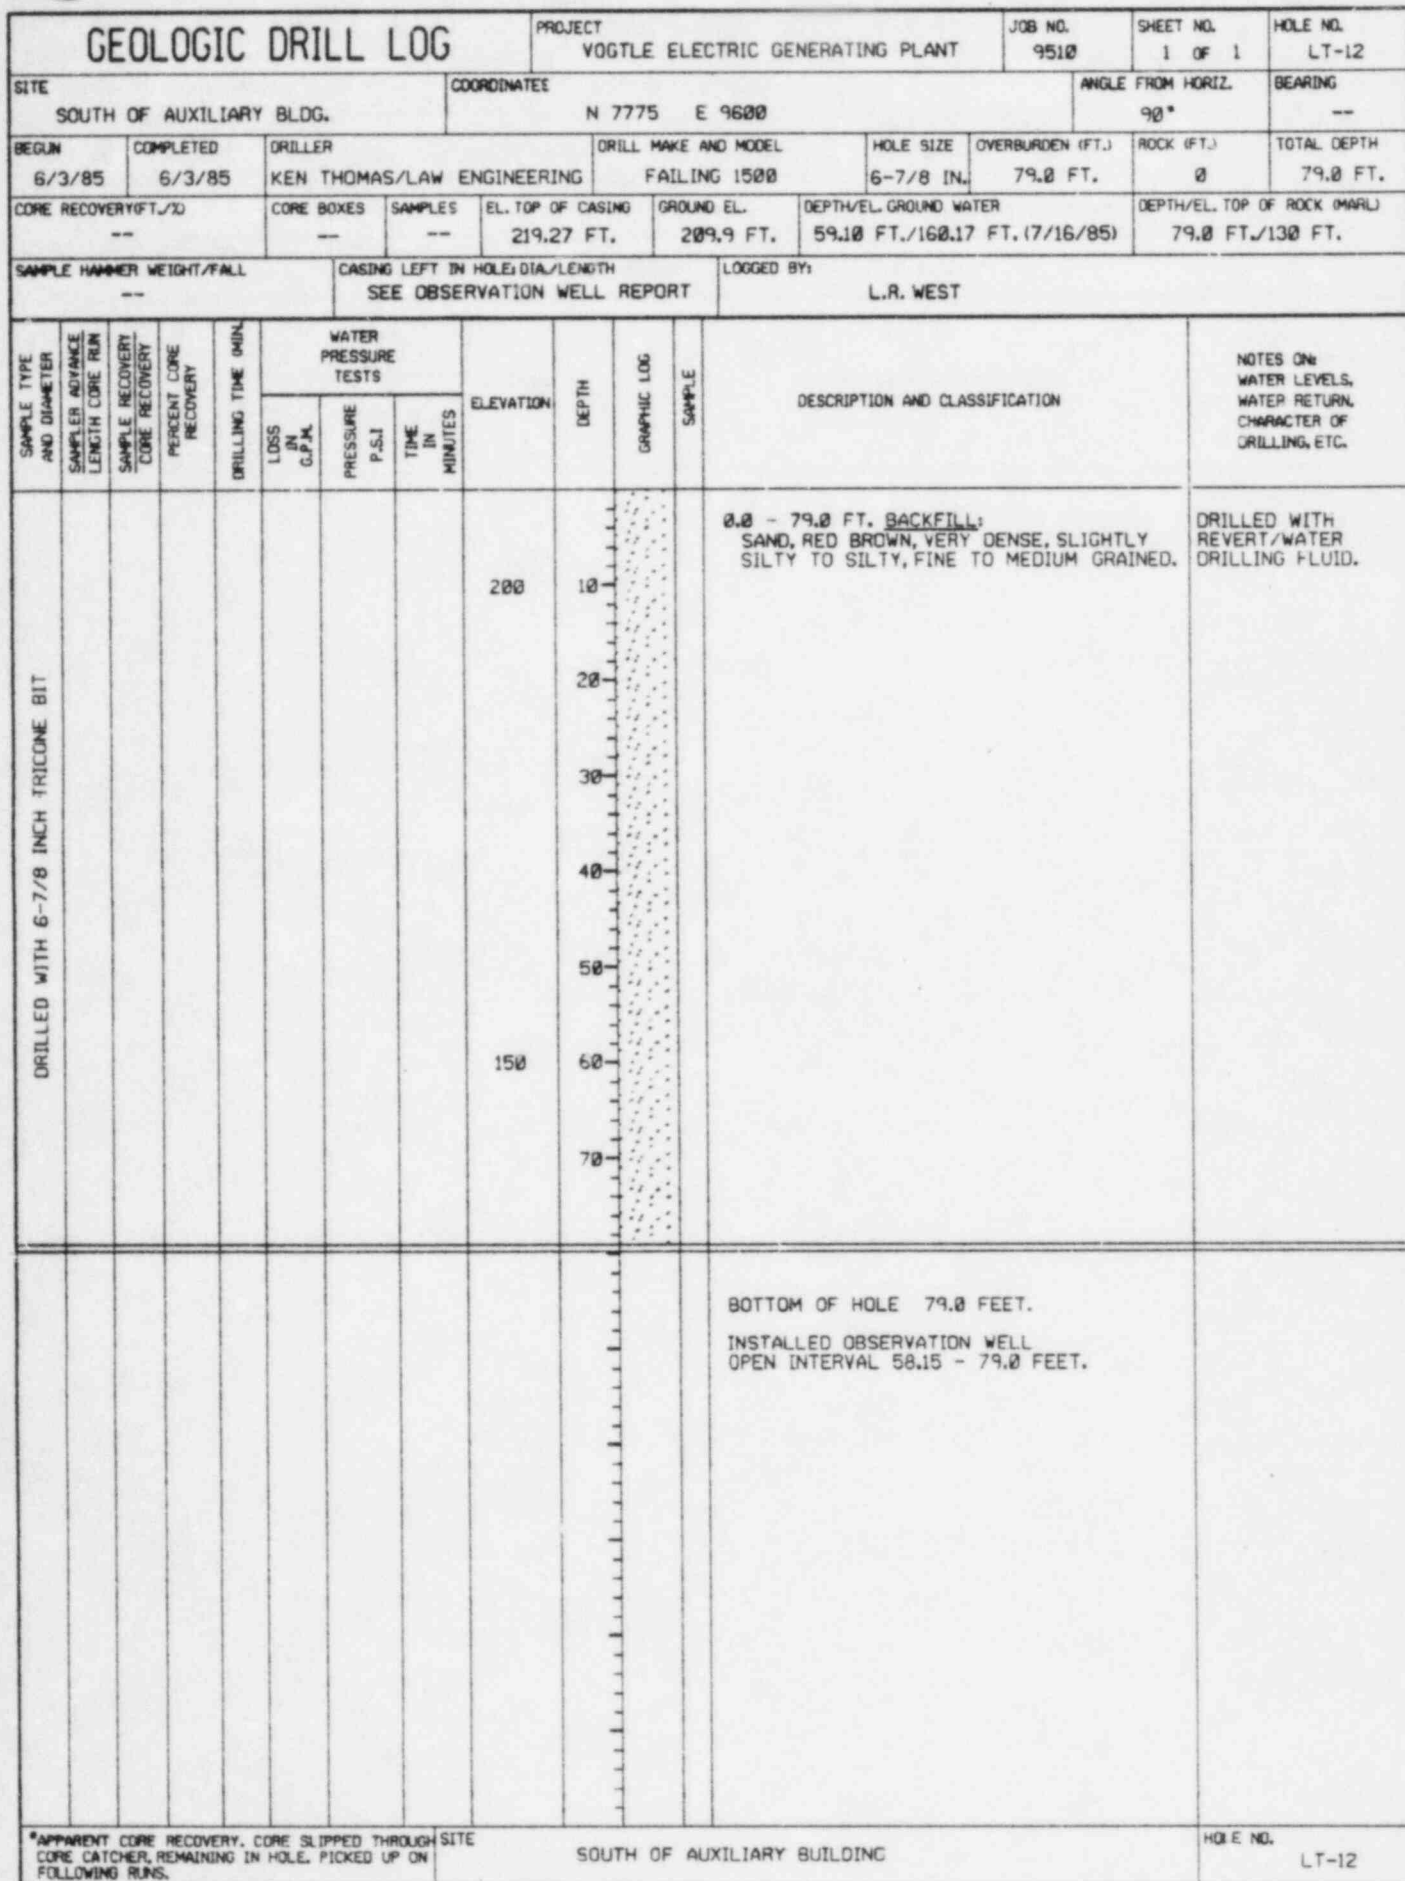 GEOLOGIC DRILL LOG
PROJECT
VOGTLE ELECTRIC GENERATING PLANT
JOB NO.
9510
SHEET NO.
1 OF 1
HOLE NO.
LT-12
SITE
SOUTH OF AUXILIARY BLDG.
COORDINATES
N 7775 E 9600
ANGLE FROM HORIZ.
90°
BEARING
--
BEGUN
6/3/85
COMPLETED
6/3/85
DRILLER
KEN THOMAS/LAW ENGINEERING
DRILL MAKE AND MODEL
FAILING 1500
HOLE SIZE
6-7/8 IN.
OVERBURDEN (FT.)
79.0 FT.
ROCK (FT.)
0
TOTAL DEPTH
79.0 FT.
CORE RECOVERY(FT./%)
--
CORE BOXES
--
SAMPLES
--
EL. TOP OF CASING
219.27 FT.
GROUND EL.
209.9 FT.
DEPTH/EL. GROUND WATER
59.10 FT./160.17 FT. (7/16/85)
DEPTH/EL. TOP OF ROCK (MARL)
79.0 FT./130 FT.
SAMPLE HAMMER WEIGHT/FALL
--
CASING LEFT IN HOLE: DIA./LENGTH
SEE OBSERVATION WELL REPORT
LOGGED BY:
L.R. WEST
SAMPLE TYPE
AND DIAMETER
SAMPLER ADVANCE
LENGTH CORE RUN
SAMPLE RECOVERY
CORE RECOVERY
PERCENT CORE
RECOVERY
DRILLING TIME (MIN.)
WATER
PRESSURE
TESTS
LOSS
IN
G.P.M.
PRESSURE
P.S.I
TIME
IN
MINUTES
ELEVATION
DEPTH
GRAPHIC LOG
SAMPLE
DESCRIPTION AND CLASSIFICATION
NOTES ON:
WATER LEVELS,
WATER RETURN,
CHARACTER OF
DRILLING, ETC.
DRILLED WITH 6-7/8 INCH TRICONE BIT
0.0 - 79.0 FT. BACKFILL:
SAND, RED BROWN, VERY DENSE, SLIGHTLY
SILTY TO SILTY, FINE TO MEDIUM GRAINED.
DRILLED WITH
REVERT/WATER
DRILLING FLUID.
200 10
20
30
40
50
150 60
70
BOTTOM OF HOLE 79.0 FEET.
INSTALLED OBSERVATION WELL
OPEN INTERVAL 58.15 - 79.0 FEET.
*APPARENT CORE RECOVERY. CORE SLIPPED THROUGH
CORE CATCHER, REMAINING IN HOLE. PICKED UP ON
FOLLOWING RUNS.
SITE
SOUTH OF AUXILIARY BUILDING
HOLE NO.
LT-12